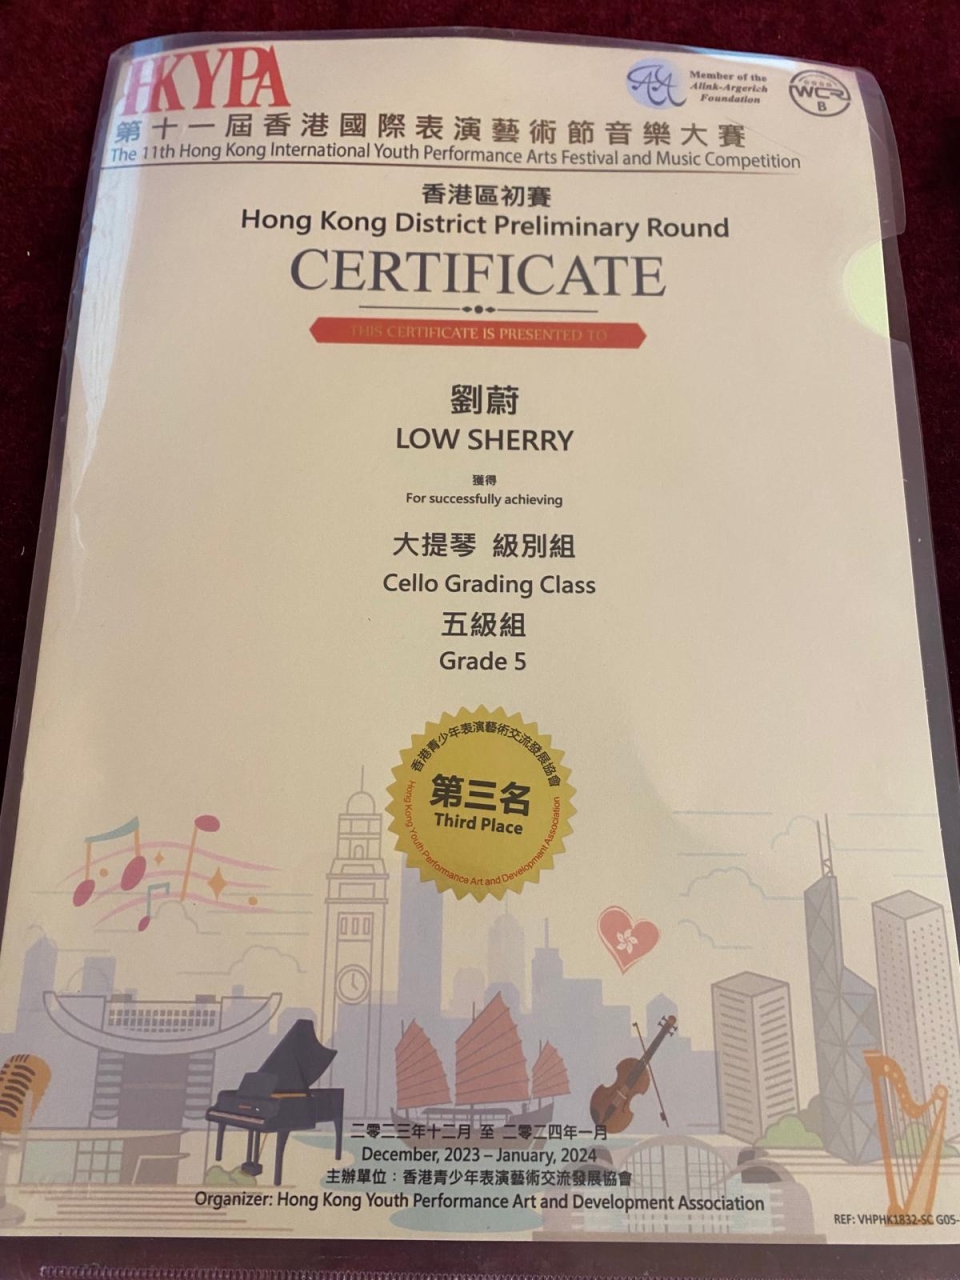 HKYPA
Member of the
Alink-Argerich
Foundation
WCR
B
第十一屆香港國際表演藝術節音樂大賽
The 11th Hong Kong International Youth Performance Arts Festival and Music Competition
香港區初賽
Hong Kong District Preliminary Round
CERTIFICATE
THIS CERTIFICATE IS PRESENTED TO
劉蔚
LOW SHERRY
獲得
For successfully achieving
大提琴 級別組
Cello Grading Class
五級組
Grade 5
香港青少年表演藝術交流發展協會
第三名
Third Place
Hong Kong Youth Performance Art and Development Association
二零二三年十二月 至 二零二四年一月
December, 2023 – January, 2024
主辦單位：香港青少年表演藝術交流發展協會
Organizer: Hong Kong Youth Performance Art and Development Association
REF: VHPHK1832-SC G05-